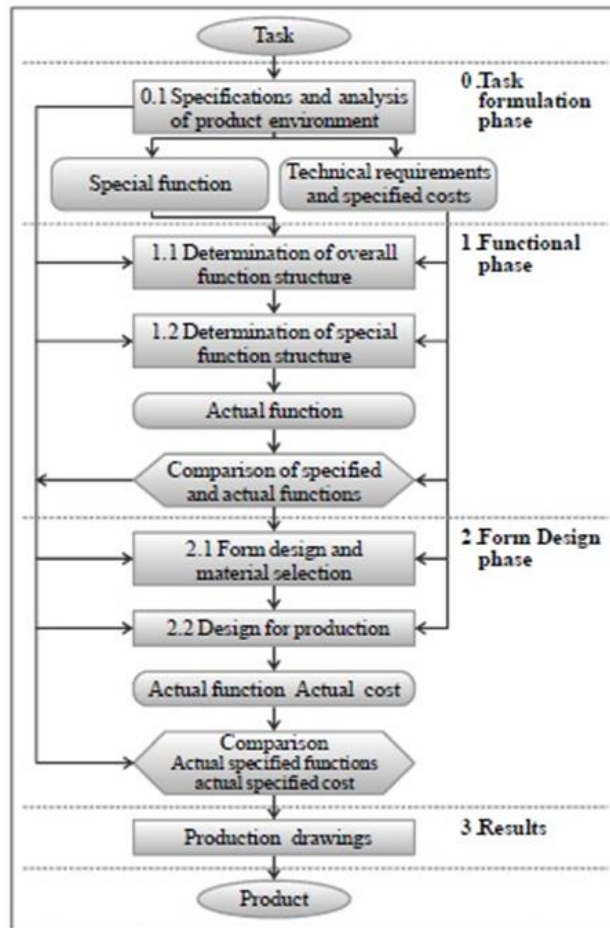 Task
0.1 Specifications and analysis
of product environment
0.Task
formulation
phase
Special function
Technical requirements
and specified costs
1.1 Determination of overall
function structure
1.Functional
phase
1.2 Determination of special
function structure
Actual function
Comparison of specified
and actual functions
2.1 Form design and
material selection
2.Form Design
phase
2.2 Design for production
Actual function Actual cost
Comparison
Actual specified functions
actual specified cost
Production drawings
3.Results
Product